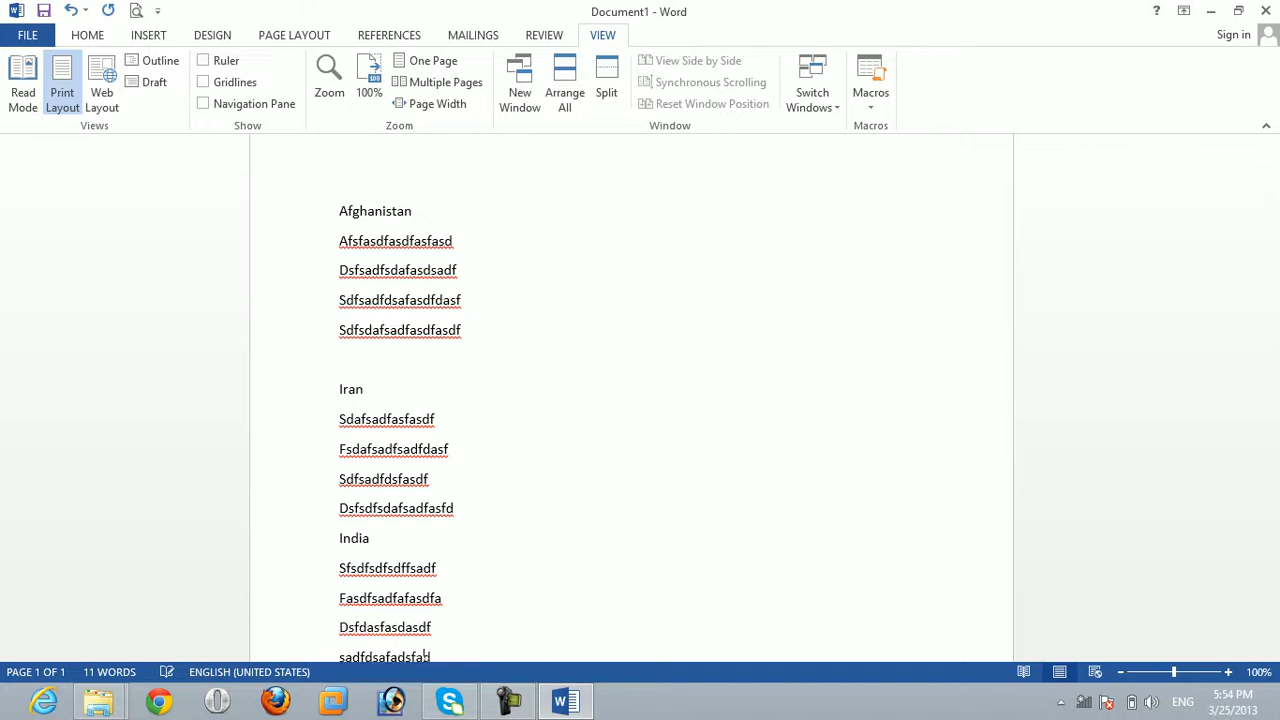 Document1 - Word
?
FILE HOME INSERT DESIGN PAGE LAYOUT REFERENCES MAILINGS REVIEW VIEW Sign in
Read Mode
Print Layout
Web Layout
Outline
Draft
Views
Ruler
Gridlines
Navigation Pane
Show
Zoom
100%
One Page
Multiple Pages
Page Width
Zoom
New Window
Arrange All
Split
View Side by Side
Synchronous Scrolling
Reset Window Position
Window
Switch Windows
Macros
Macros
Afghanistan
Afsfasdfasdfasfasd
Dsfsadfsdafasdsadf
Sdfsadfdsafasdfdasf
Sdfsdafsadfasdfasdf
Iran
Sdafsadfasfasdf
Fsdafsadfsadfdasf
Sdfsadfdsfasdf
Dsfsdfsdafsadfasfd
India
Sfsdfsdfsdffsadf
Fasdfsadfafasdfa
Dsfdasfasdasdf
sadfdsafadsfad
PAGE 1 OF 1 11 WORDS ENGLISH (UNITED STATES) 100%
ENG
5:54 PM
3/25/2013